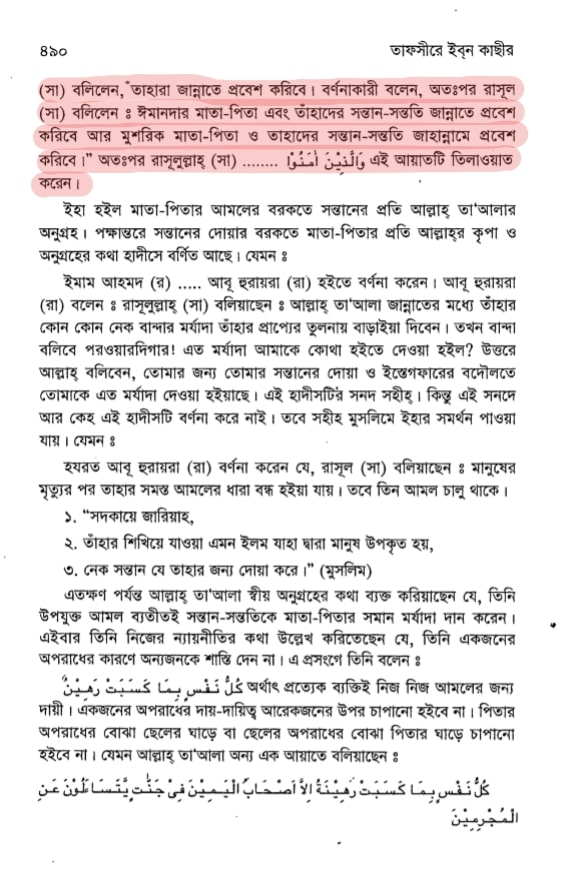 ৪৯০ তাফসীরে ইব্‌ন কাছীর
(সা) বলিলেন, তাহারা জান্নাতে প্রবেশ করিবে। বর্ণনাকারী বলেন, অতঃপর রাসূল
(সা) বলিলেন ঃ ঈমানদার মাতা-পিতা এবং তাঁহাদের সন্তান-সন্ততি জান্নাতে প্রবেশ
করিবে আর মুশরিক মাতা-পিতা ও তাহাদের সন্তান-সন্ততি জাহান্নামে প্রবেশ
করিবে।” অতঃপর রাসূলুল্লাহ্ (সা) ........ وَالَّذِيْنَ اٰمَنُوْا এই আয়াতটি তিলাওয়াত
করেন।
ইহা হইল মাতা-পিতার আমলের বরকতে সন্তানের প্রতি আল্লাহ্ তা'আলার
অনুগ্রহ। পক্ষান্তরে সন্তানের দোয়ার বরকতে মাতা-পিতার প্রতি আল্লাহ্‌র কৃপা ও
অনুগ্রহের কথা হাদীসে বর্ণিত আছে। যেমন ঃ
ইমাম আহমদ (র) ..... আবূ হুরায়রা (রা) হইতে বর্ণনা করেন। আবূ হুরায়রা
(রা) বলেন ঃ রাসূলুল্লাহ্ (সা) বলিয়াছেন ঃ আল্লাহ্ তা'আলা জান্নাতের মধ্যে তাঁহার
কোন কোন নেক বান্দার মর্যাদা তাঁহার প্রাপ্যের তুলনায় বাড়াইয়া দিবেন। তখন বান্দা
বলিবে পরওয়ারদিগার! এত মর্যাদা আমাকে কোথা হইতে দেওয়া হইল? উত্তরে
আল্লাহ্ বলিবেন, তোমার জন্য তোমার সন্তানের দোয়া ও ইস্তেগফারের বদৌলতে
তোমাকে এত মর্যাদা দেওয়া হইয়াছে। এই হাদীসটির সনদ সহীহ্। কিন্তু এই সনদে
আর কেহ এই হাদীসটি বর্ণনা করে নাই। তবে সহীহ মুসলিমে ইহার সমর্থন পাওয়া
যায়। যেমন ঃ
হযরত আবূ হুরায়রা (রা) বর্ণনা করেন যে, রাসূল (সা) বলিয়াছেন ঃ মানুষের
মৃত্যুর পর তাহার সমস্ত আমলের ধারা বন্ধ হইয়া যায়। তবে তিন আমল চালু থাকে।
১. “সদকায়ে জারিয়াহ,
২. তাঁহার শিখিয়ে যাওয়া এমন ইলম যাহা দ্বারা মানুষ উপকৃত হয়,
৩. নেক সন্তান যে তাহার জন্য দোয়া করে।” (মুসলিম)
এতক্ষণ পর্যন্ত আল্লাহ্ তা'আলা স্বীয় অনুগ্রহের কথা ব্যক্ত করিয়াছেন যে, তিনি
উপযুক্ত আমল ব্যতীতই সন্তান-সন্ততিকে মাতা-পিতার সমান মর্যাদা দান করেন।
এইবার তিনি নিজের ন্যায়নীতির কথা উল্লেখ করিতেছেন যে, তিনি একজনের
অপরাধের কারণে অন্যজনকে শাস্তি দেন না। এ প্রসংগে তিনি বলেন ঃ
كُلُّ نَفْسٍ بِمَا كَسَبَتْ رَهِيْنٌ অর্থাৎ প্রত্যেক ব্যক্তিই নিজ নিজ আমলের জন্য
দায়ী। একজনের অপরাধের দায়-দায়িত্ব আরেকজনের উপর চাপানো হইবে না। পিতার
অপরাধের বোঝা ছেলের ঘাড়ে বা ছেলের অপরাধের বোঝা পিতার ঘাড়ে চাপানো
হইবে না। যেমন আল্লাহ্ তা'আলা অন্য এক আয়াতে বলিয়াছেন ঃ
كُلُّ نَفْسٍ بِمَا كَسَبَتْ رَهِيْنَةٌ اِلَّا اَصْحَابَ الْيَمِيْنَ فِىْ جَنّٰتٍ يَّتَسَائَلُوْنَ عَنِ
الْمُجْرِمِيْنَ